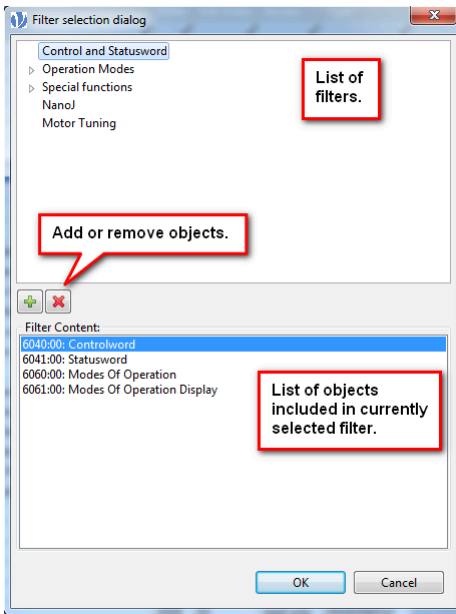 Filter selection dialog
Control and Statusword
Operation Modes
Special functions
NanoJ
Motor Tuning
List of
filters.
Add or remove objects.
Filter Content:
6040:00: Controlword
6041:00: Statusword
6060:00: Modes Of Operation
6061:00: Modes Of Operation Display
List of objects
included in currently
selected filter.
OK Cancel